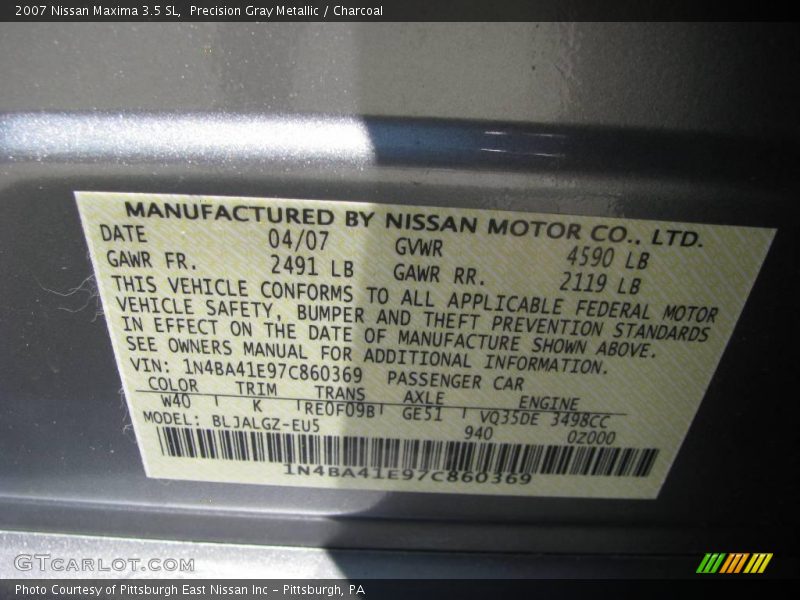 2007 Nissan Maxima 3.5 SL, Precision Gray Metallic / Charcoal
MANUFACTURED BY NISSAN MOTOR CO., LTD.
DATE 04/07 GVWR 4590 LB
GAWR FR. 2491 LB GAWR RR. 2119 LB
THIS VEHICLE CONFORMS TO ALL APPLICABLE FEDERAL MOTOR
VEHICLE SAFETY, BUMPER AND THEFT PREVENTION STANDARDS
IN EFFECT ON THE DATE OF MANUFACTURE SHOWN ABOVE.
SEE OWNERS MANUAL FOR ADDITIONAL INFORMATION.
VIN: 1N4BA41E97C860369 PASSENGER CAR
COLOR TRIM TRANS AXLE ENGINE
W40 K RE0F09B GE51 VQ35DE 3498CC
MODEL: BLJALGZ-EU5 940 0Z000
1N4BA41E97C860369
GTCARLOT.COM
Photo Courtesy of Pittsburgh East Nissan Inc - Pittsburgh, PA